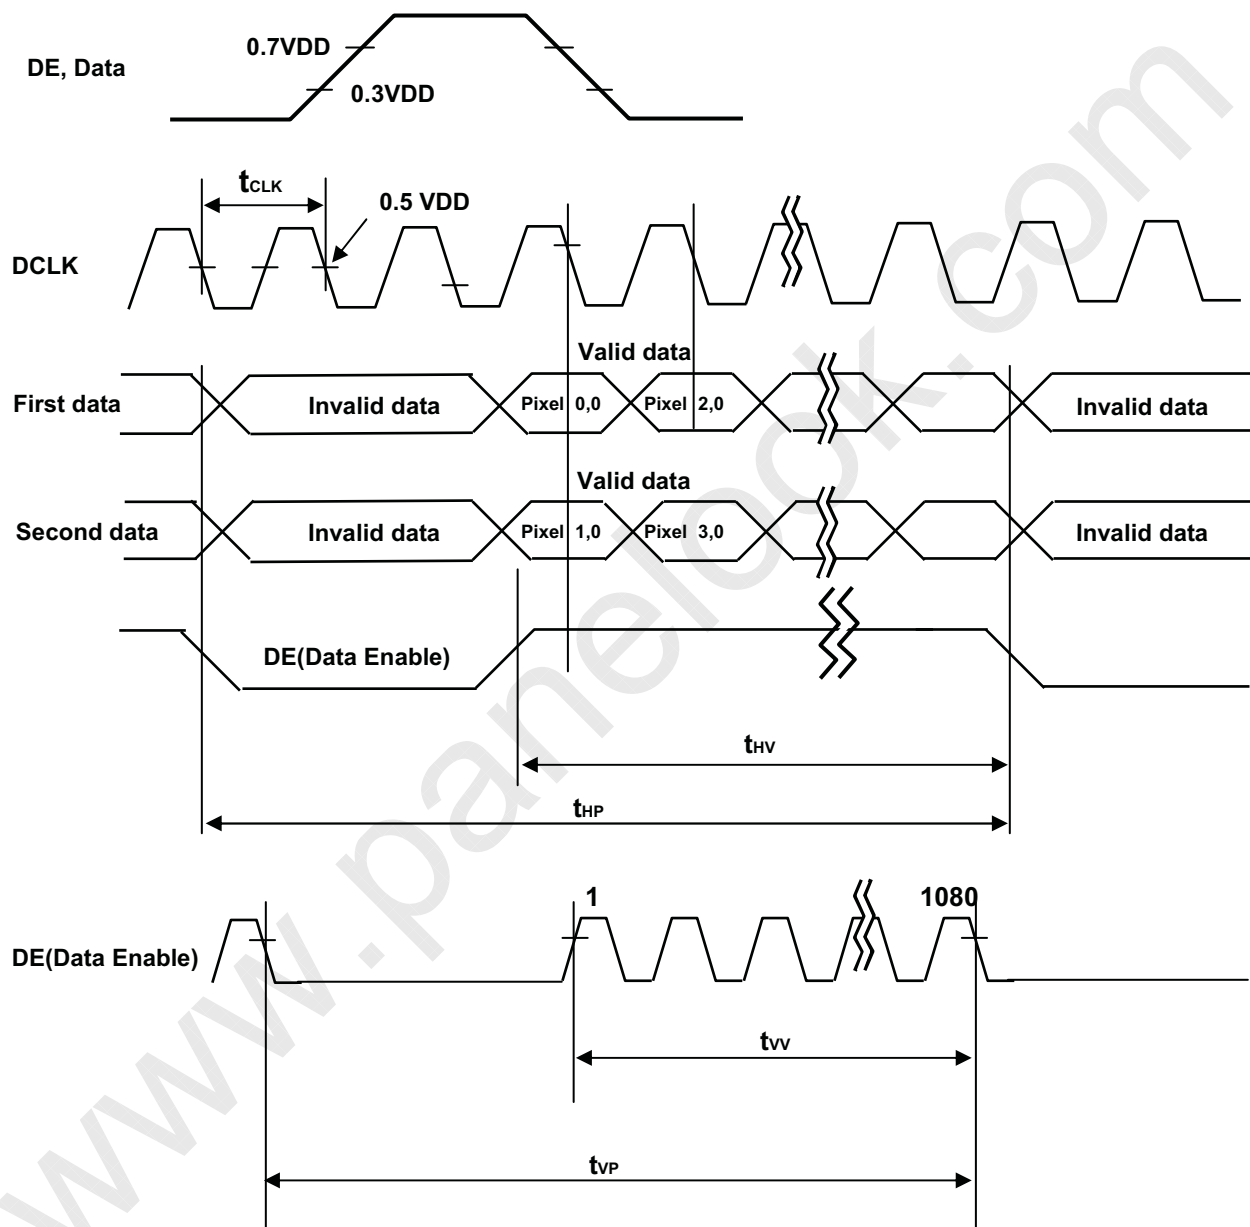 0.7VDD
DE, Data
0.3VDD
tCLK
0.5 VDD
DCLK
Valid data
First data
Invalid data
Pixel 0,0
Pixel 2,0
Invalid data
Valid data
Second data
Invalid data
Pixel 1,0
Pixel 3,0
Invalid data
DE(Data Enable)
tHV
tHP
1
1080
DE(Data Enable)
tVV
tVP
www.panelook.com